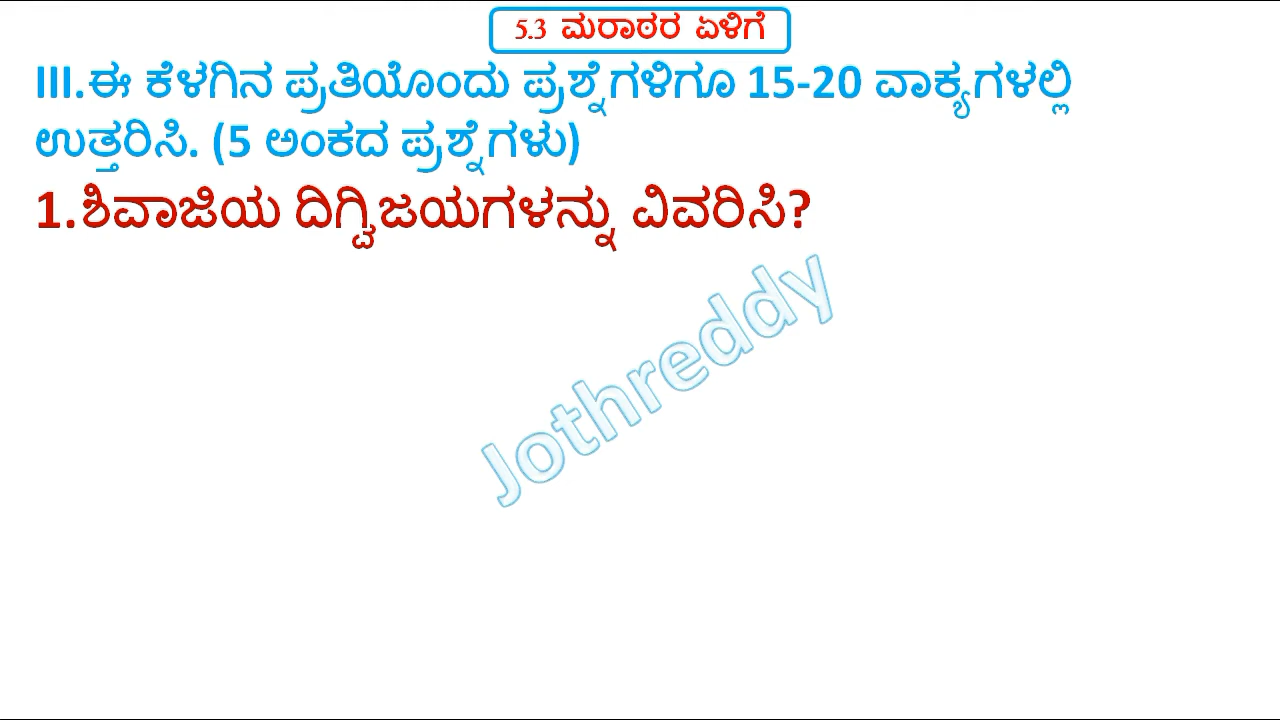 5.3 ಮರಾಠರ ಏಳಿಗೆ
III.ಈ ಕೆಳಗಿನ ಪ್ರತಿಯೊಂದು ಪ್ರಶ್ನೆಗಳಿಗೂ 15-20 ವಾಕ್ಯಗಳಲ್ಲಿ
ಉತ್ತರಿಸಿ. (5 ಅಂಕದ ಪ್ರಶ್ನೆಗಳು)
1.ಶಿವಾಜಿಯ ದಿಗ್ವಿಜಯಗಳನ್ನು ವಿವರಿಸಿ?
Jothreddy